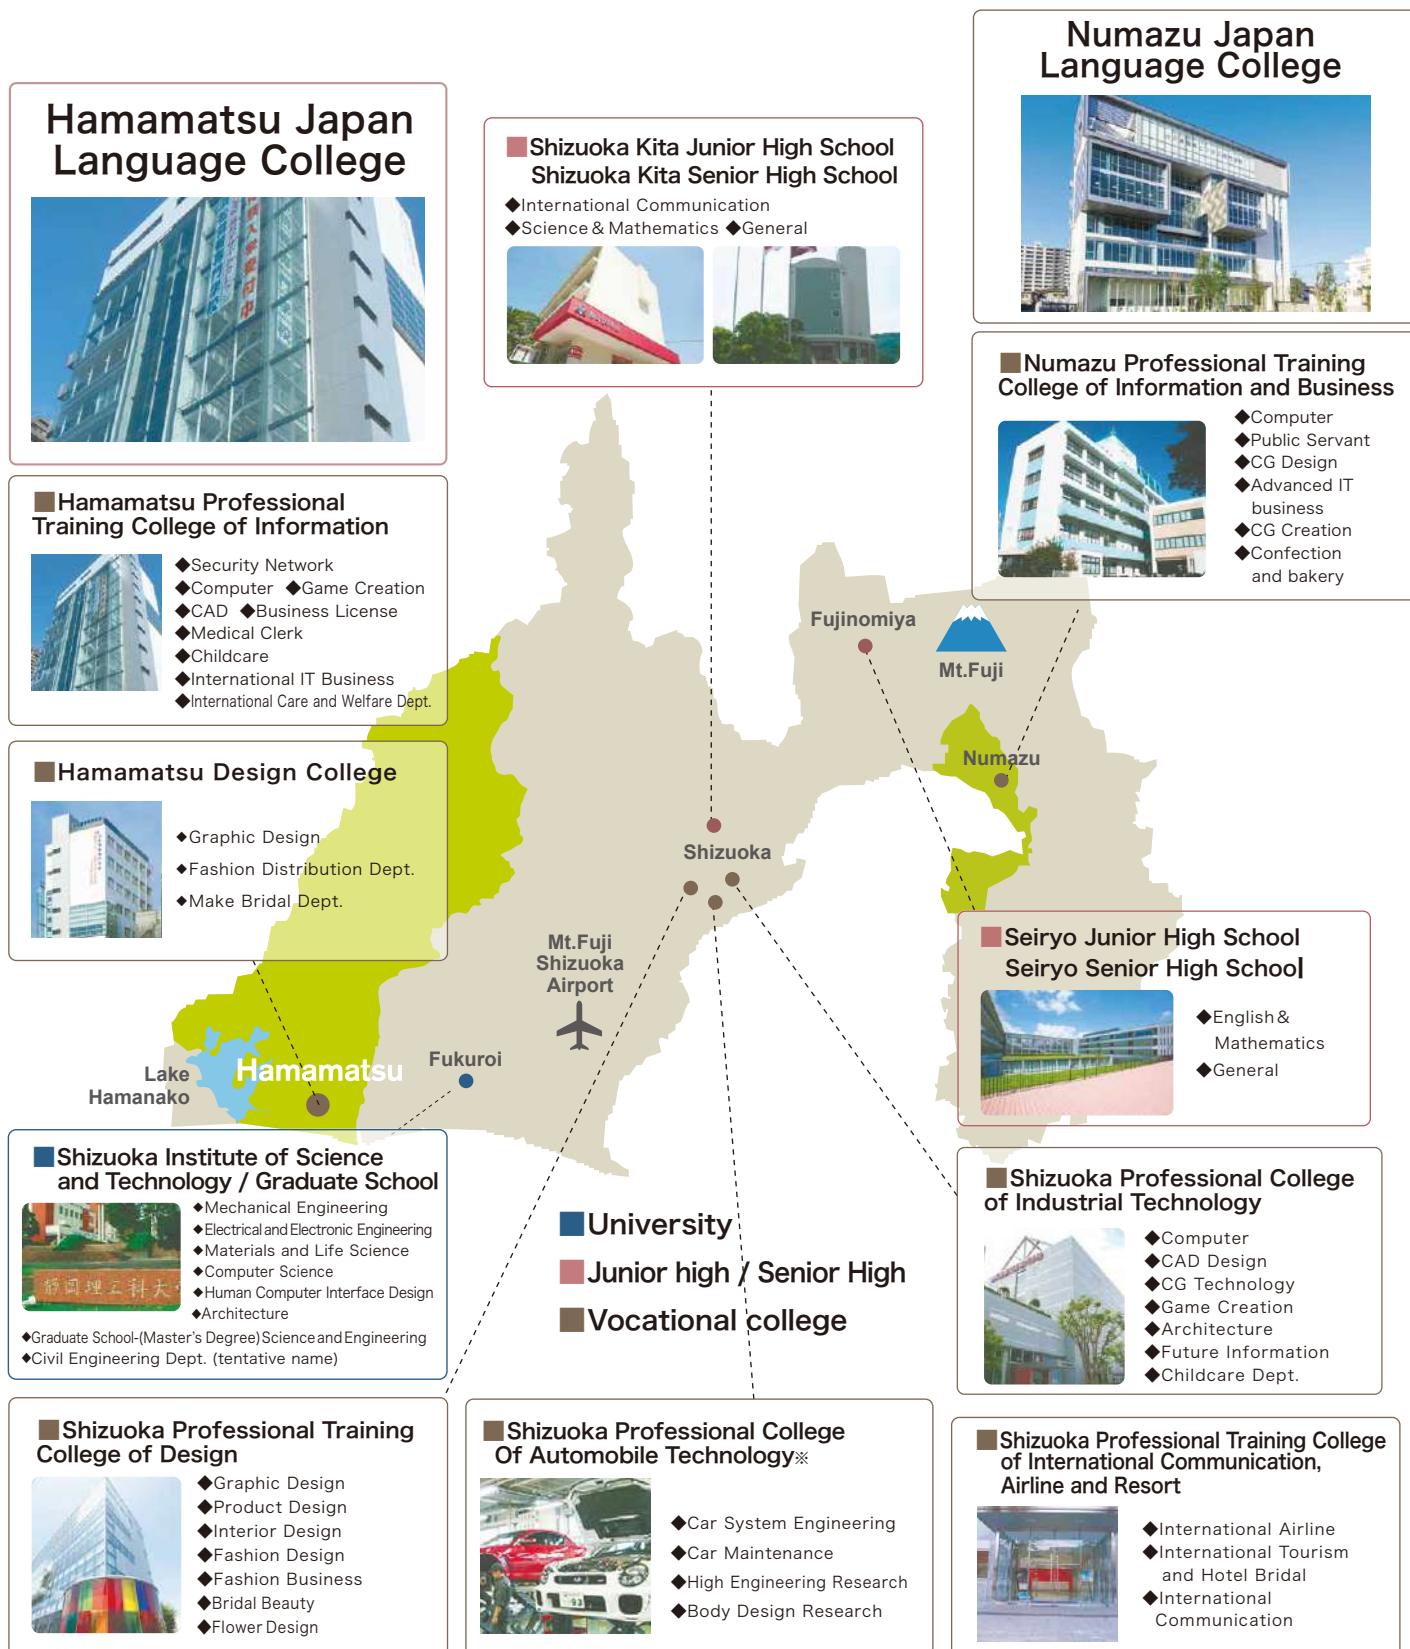 Hamamatsu Japan
Language College
■Shizuoka Kita Junior High School
Shizuoka Kita Senior High School
◆International Communication
◆Science & Mathematics ◆General
Numazu Japan
Language College
■Numazu Professional Training
College of Information and Business
◆Computer
◆Public Servant
◆CG Design
◆Advanced IT
business
◆CG Creation
◆Confection
and bakery
■Hamamatsu Professional
Training College of Information
◆Security Network
◆Computer ◆Game Creation
◆CAD ◆Business License
◆Medical Clerk
◆Childcare
◆International IT Business
◆International Care and Welfare Dept.
■Hamamatsu Design College
◆Graphic Design
◆Fashion Distribution Dept.
◆Make Bridal Dept.
Fujinomiya
Mt.Fuji
Numazu
Shizuoka
Mt.Fuji
Shizuoka
Airport
Fukuroi
Hamamatsu
Lake
Hamanako
■Seiryo Junior High School
Seiryo Senior High School
◆English &
Mathematics
◆General
■Shizuoka Institute of Science
and Technology / Graduate School
静岡理工科大
◆Mechanical Engineering
◆Electrical and Electronic Engineering
◆Materials and Life Science
◆Computer Science
◆Human Computer Interface Design
◆Architecture
◆Graduate School-(Master's Degree) Science and Engineering
◆Civil Engineering Dept. (tentative name)
■University
■Junior high / Senior High
■Vocational college
■Shizuoka Professional College
of Industrial Technology
◆Computer
◆CAD Design
◆CG Technology
◆Game Creation
◆Architecture
◆Future Information
◆Childcare Dept.
■Shizuoka Professional Training
College of Design
◆Graphic Design
◆Product Design
◆Interior Design
◆Fashion Design
◆Fashion Business
◆Bridal Beauty
◆Flower Design
■Shizuoka Professional College
Of Automobile Technology※
◆Car System Engineering
◆Car Maintenance
◆High Engineering Research
◆Body Design Research
■Shizuoka Professional Training College
of International Communication,
Airline and Resort
◆International Airline
◆International Tourism
and Hotel Bridal
◆International
Communication